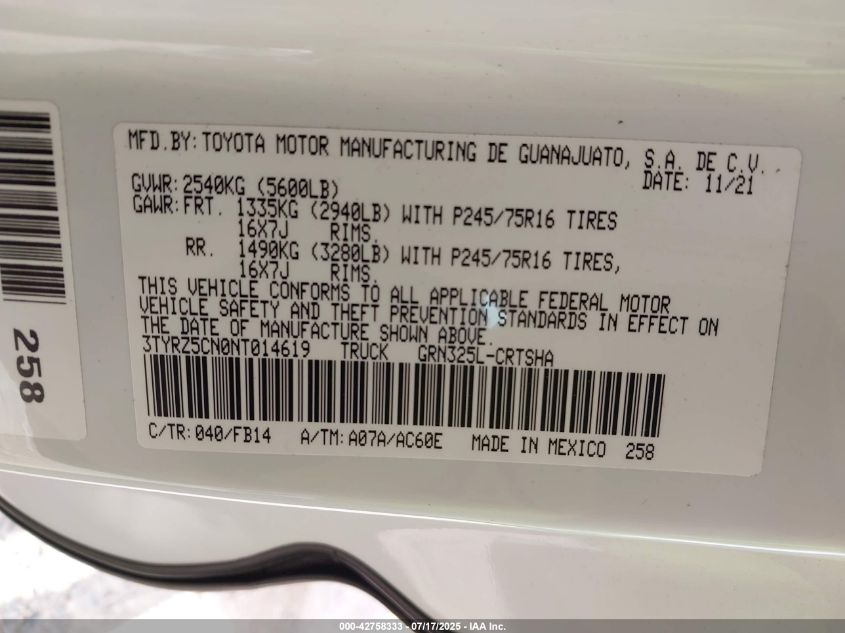 MFD.BY:TOYOTA MOTOR MANUFACTURING DE GUANAJUATO, S.A. DE C.V.
DATE: 11/21
GVWR:2540KG (5600LB)
GAWR:FRT. 1335KG (2940LB) WITH P245/75R16 TIRES
16X7J RIMS.
RR. 1490KG (3280LB) WITH P245/75R16 TIRES,
16X7J RIMS.
THIS VEHICLE CONFORMS TO ALL APPLICABLE FEDERAL MOTOR
VEHICLE SAFETY AND THEFT PREVENTION STANDARDS IN EFFECT ON
THE DATE OF MANUFACTURE SHOWN ABOVE.
3TYRZ5CN0NT014619 TRUCK GRN325L-CRTSHA
C/TR:040/FB14 A/TM:A07A/AC60E MADE IN MEXICO 258
258
000-42758333 - 07/17/2025 - IAA Inc.